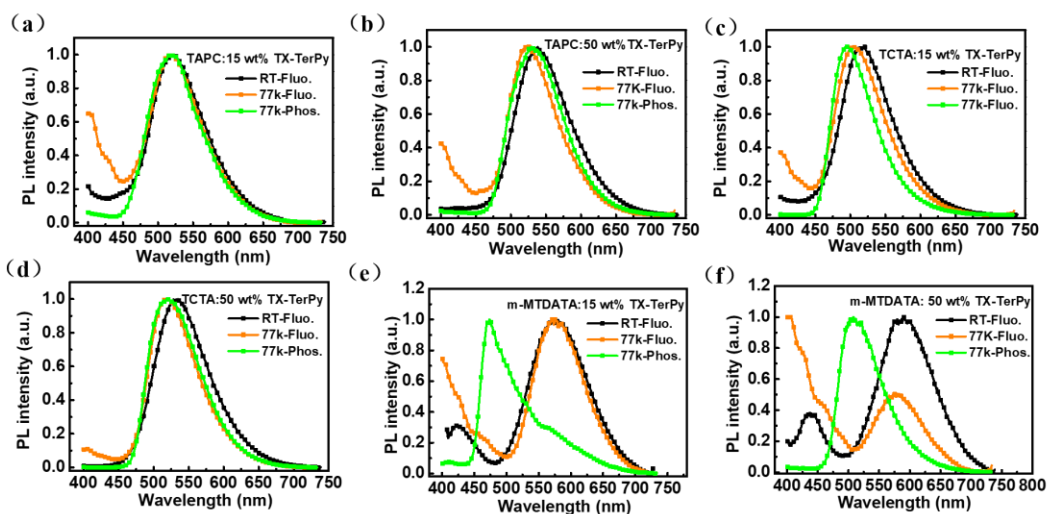 (a)
TAPC:15 wt% TX-TerPy
RT-Fluo.
77K-Fluo.
77k-Phos.
PL intensity (a.u.)
1.0
0.8
0.6
0.4
0.2
0.0
400 450 500 550 600 650 700 750
Wavelength (nm)
(b)
TAPC:50 wt% TX-TerPy
RT-Fluo.
77K-Fluo.
77k-Phos.
PL intensity (a.u.)
1.0
0.8
0.6
0.4
0.2
0.0
400 450 500 550 600 650 700 750
Wavelength (nm)
(c)
TCTA:15 wt% TX-TerPy
RT-Fluo.
77k-Fluo.
77k-Fluo.
PL intensity (a.u.)
1.0
0.8
0.6
0.4
0.2
0.0
400 450 500 550 600 650 700 750
Wavelength (nm)
(d)
TCTA:50 wt% TX-TerPy
RT-Fluo.
77k-Fluo.
77k-Phos.
PL intensity (a.u.)
1.0
0.8
0.6
0.4
0.2
0.0
400 450 500 550 600 650 700 750
Wavelength (nm)
(e)
m-MTDATA:15 wt% TX-TerPy
RT-Fluo.
77k-Fluo.
77k-Phos.
PL intensity (a.u.)
1.2
1.0
0.8
0.6
0.4
0.2
0.0
400 450 500 550 600 650 700 750
Wavelength (nm)
(f)
m-MTDATA: 50 wt% TX-TerPy
RT-Fluo.
77K-Fluo.
77k-Phos.
PL intensity (a.u.)
1.2
1.0
0.8
0.6
0.4
0.2
0.0
400 450 500 550 600 650 700 750 800
Wavelength (nm)